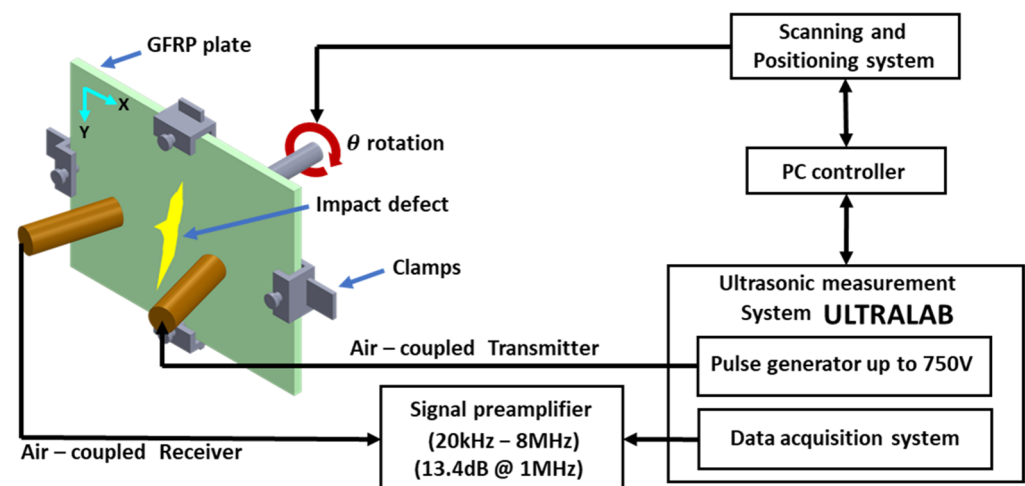 GFRP plate
X
Y
θ rotation
Impact defect
Clamps
Scanning and
Positioning system
PC controller
Ultrasonic measurement
System ULTRALAB
Pulse generator up to 750V
Data acquisition system
Air – coupled Transmitter
Signal preamplifier
(20kHz – 8MHz)
(13.4dB @ 1MHz)
Air – coupled Receiver